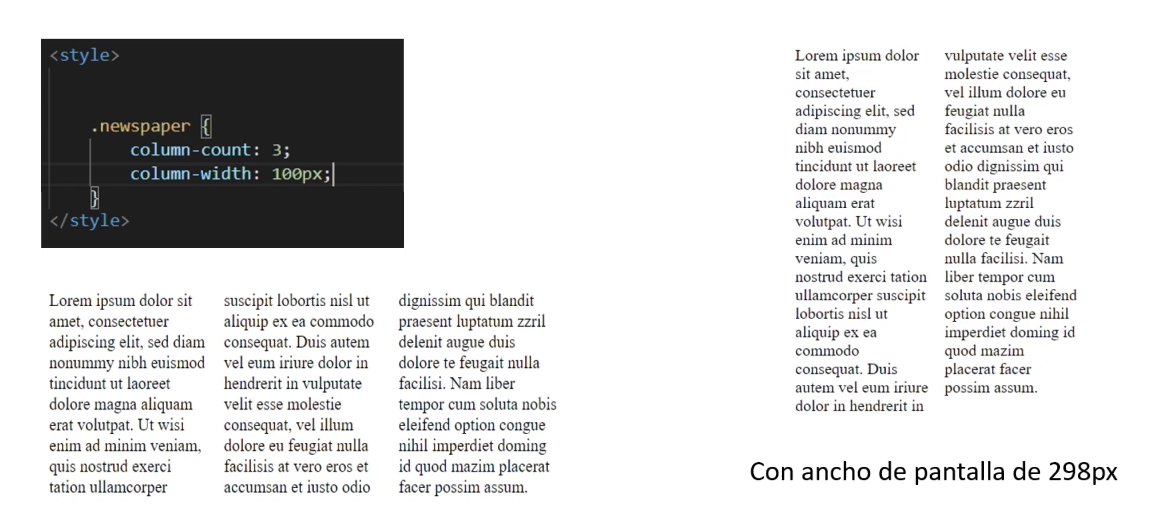 <style>
.newspaper {
column-count: 3;
column-width: 100px;
}
</style>
Lorem ipsum dolor sit
amet, consectetuer
adipiscing elit, sed diam
nonummy nibh euismod
tincidunt ut laoreet
dolore magna aliquam
erat volutpat. Ut wisi
enim ad minim veniam,
quis nostrud exerci
tation ullamcorper
suscipit lobortis nisl ut
aliquip ex ea commodo
consequat. Duis autem
vel eum iriure dolor in
hendrerit in vulputate
velit esse molestie
consequat, vel illum
dolore eu feugiat nulla
facilisis at vero eros et
accumsan et iusto odio
dignissim qui blandit
praesent luptatum zzril
delenit augue duis
dolore te feugait nulla
facilisi. Nam liber
tempor cum soluta nobis
eleifend option congue
nihil imperdiet doming
id quod mazim placerat
facer possim assum.
Lorem ipsum dolor
sit amet,
consectetuer
adipiscing elit, sed
diam nonummy
nibh euismod
tincidunt ut laoreet
dolore magna
aliquam erat
volutpat. Ut wisi
enim ad minim
veniam, quis
nostrud exerci tation
ullamcorper suscipit
lobortis nisl ut
aliquip ex ea
commodo
consequat. Duis
autem vel eum iriure
dolor in hendrerit in
vulputate velit esse
molestie consequat,
vel illum dolore eu
feugiat nulla
facilisis at vero eros
et accumsan et iusto
odio dignissim qui
blandit praesent
luptatum zzril
delenit augue duis
dolore te feugait
nulla facilisi. Nam
liber tempor cum
soluta nobis eleifend
option congue nihil
imperdiet doming id
quod mazim
placerat facer
possim assum.
Con ancho de pantalla de 298px